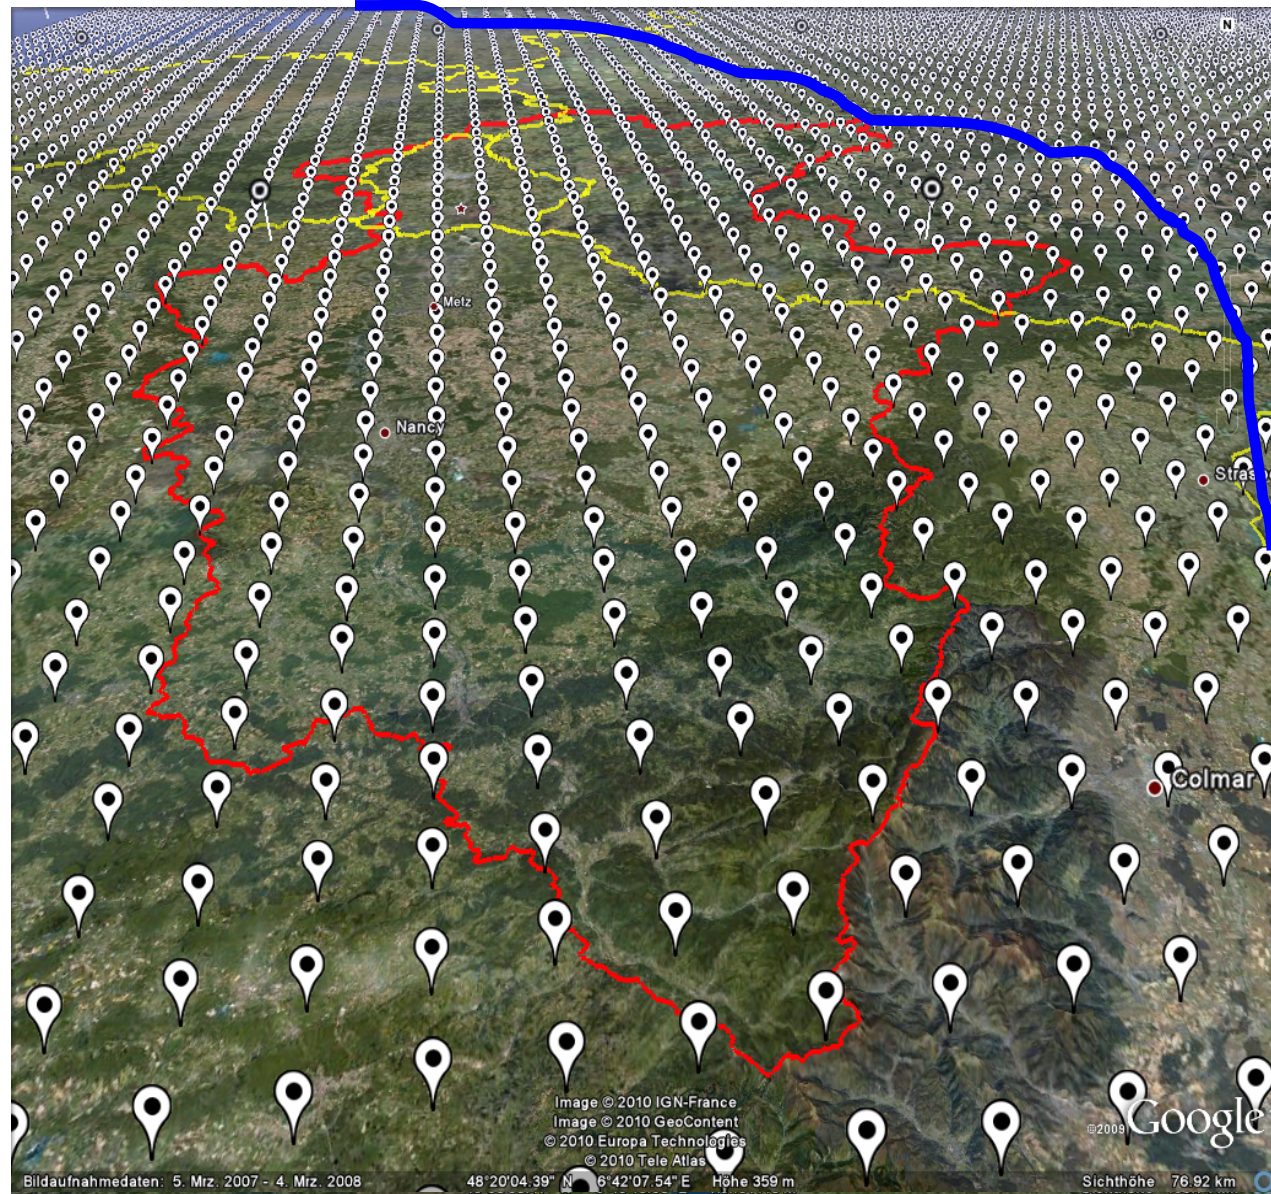 N
Metz
Nancy
Colmar
Image © 2010 IGN-France
Image © 2010 GeoContent
© 2010 Europa Technologies
© 2010 Tele Atlas
©2009 Google
Bildaufnahmedaten: 5. Mrz. 2007 - 4. Mrz. 2008 48°20'04.39" N 6°42'07.54" E Höhe 359 m Sichthöhe 76.92 km